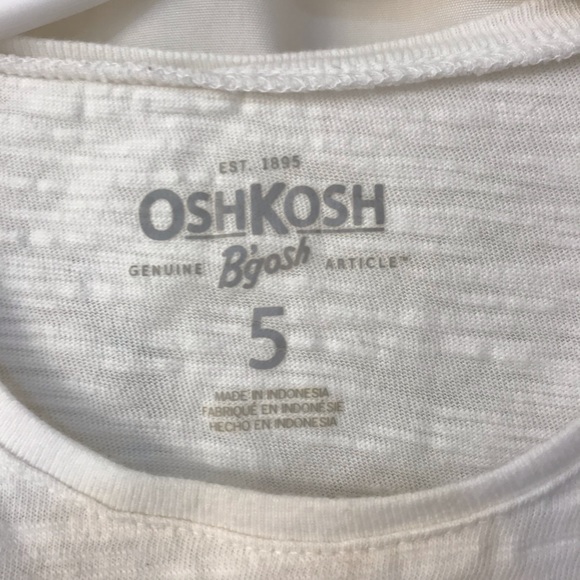 EST. 1895
OSHKOSH
GENUINE B'gosh ARTICLE™
5
MADE IN INDONESIA
FABRIQUÉ EN INDONÉSIE
HECHO EN INDONESIA